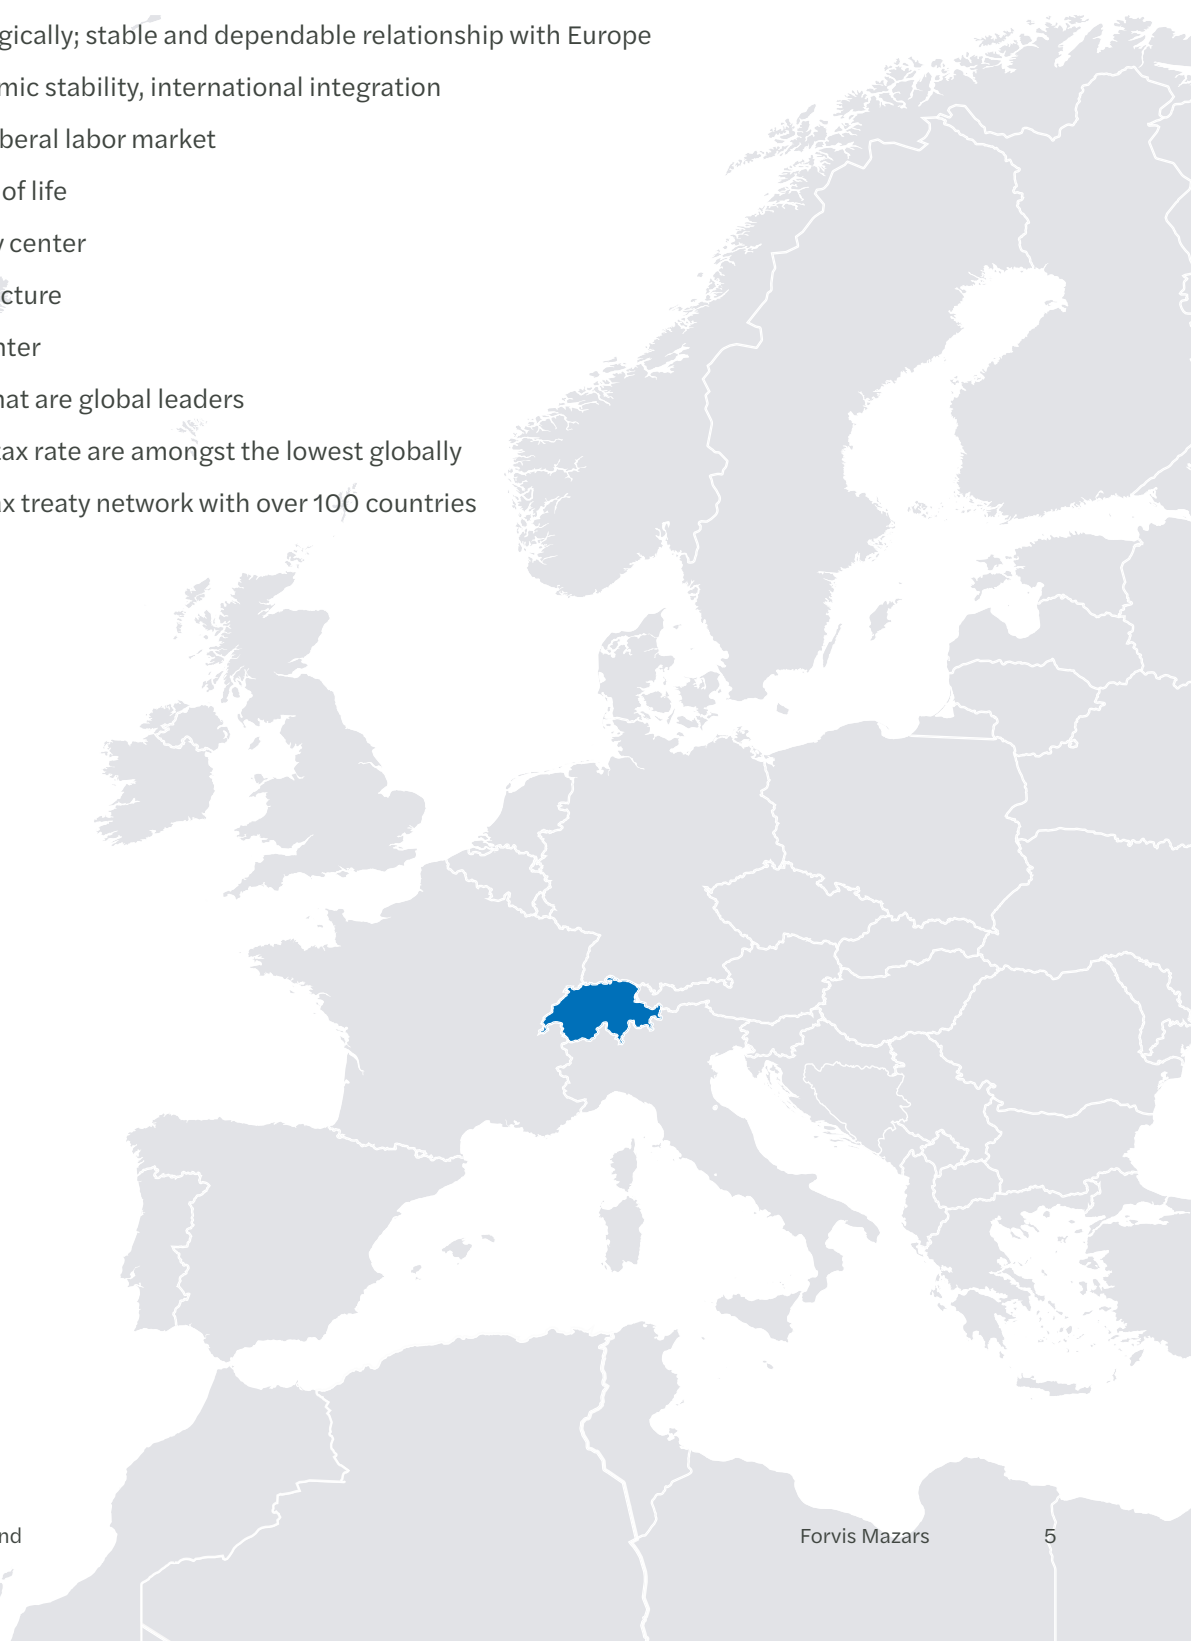 gically; stable and dependable relationship with Europe
mic stability, international integration
beral labor market
of life
y center
cture
nter
hat are global leaders
tax rate are amongst the lowest globally
ax treaty network with over 100 countries
nd Forvis Mazars 5